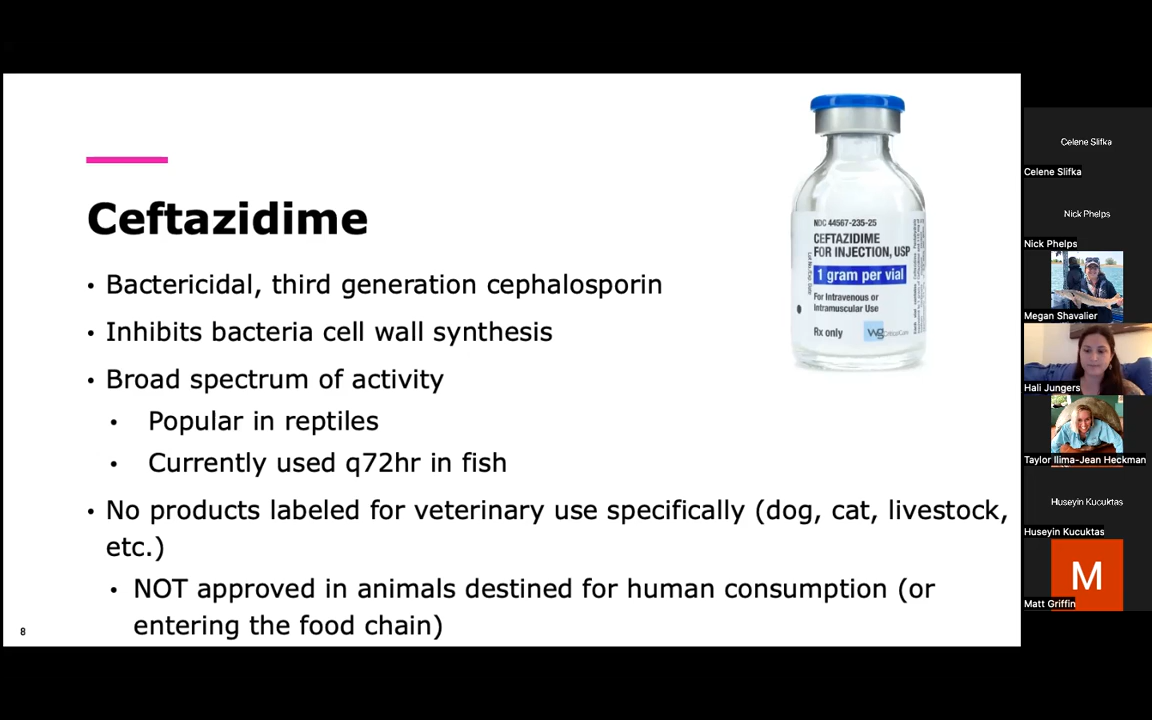 Ceftazidime
• Bactericidal, third generation cephalosporin
• Inhibits bacteria cell wall synthesis
• Broad spectrum of activity
• Popular in reptiles
• Currently used q72hr in fish
• No products labeled for veterinary use specifically (dog, cat, livestock,
etc.)
• NOT approved in animals destined for human consumption (or
entering the food chain)
8
NDC 44567-235-25
CEFTAZIDIME
FOR INJECTION, USP
1 gram per vial
For Intravenous or
Intramuscular Use
Rx only
WG CriticalCare
Celene Slifka
Celene Slifka
Nick Phelps
Nick Phelps
Megan Shavalier
Hali Jungers
Taylor Ilima-Jean Heckman
Huseyin Kucuktas
Huseyin Kucuktas
M
Matt Griffin